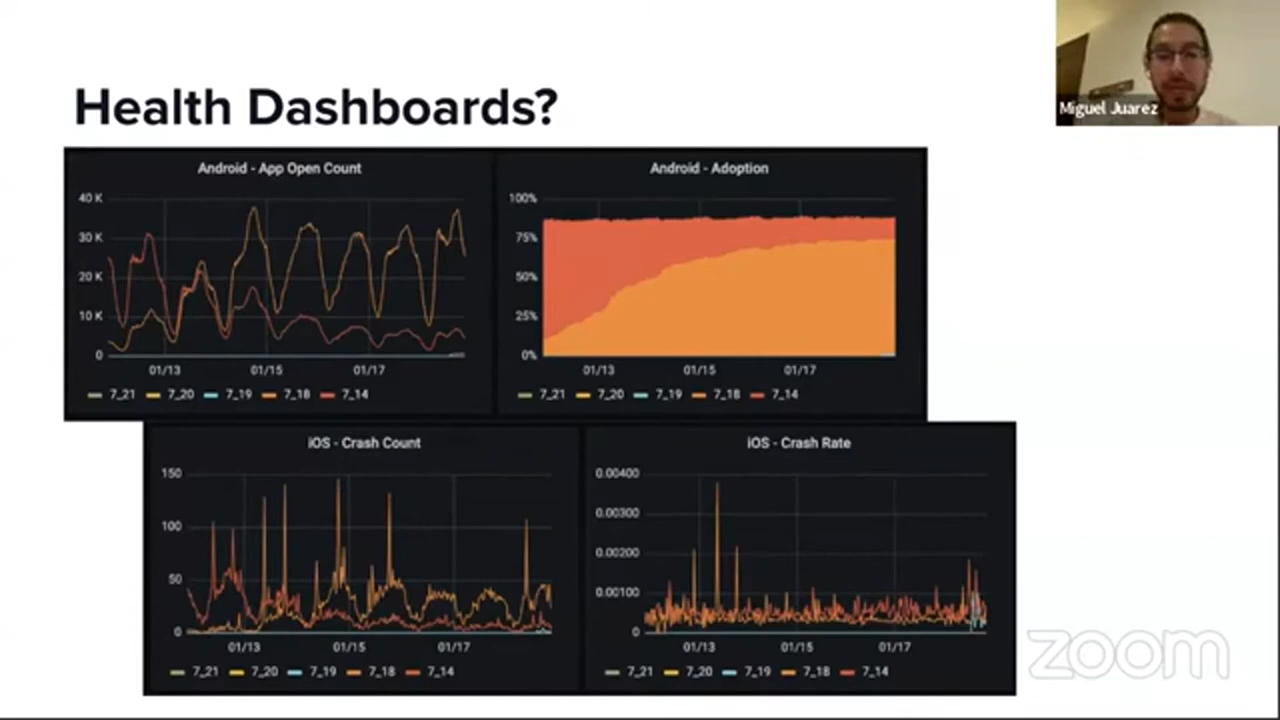 Miguel Juarez
Health Dashboards?
Android - App Open Count
40 K
30 K
20 K
10 K
0
01/13 01/15 01/17
7_21 7_20 7_19 7_18 7_14
Android - Adoption
100%
75%
50%
25%
0%
01/13 01/15 01/17
7_21 7_20 7_19 7_18 7_14
iOS - Crash Count
150
100
50
0
01/13 01/15 01/17
7_21 7_20 7_19 7_18 7_14
iOS - Crash Rate
0.00400
0.00300
0.00200
0.00100
0
01/13 01/15 01/17
7_21 7_20 7_19 7_18 7_14
zoom